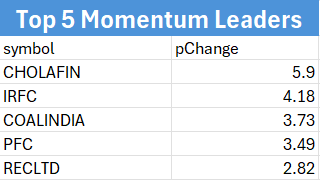 Top 5 Momentum Leaders
symbol pChange
CHOLAFIN 5.9
IRFC 4.18
COALINDIA 3.73
PFC 3.49
RECLTD 2.82